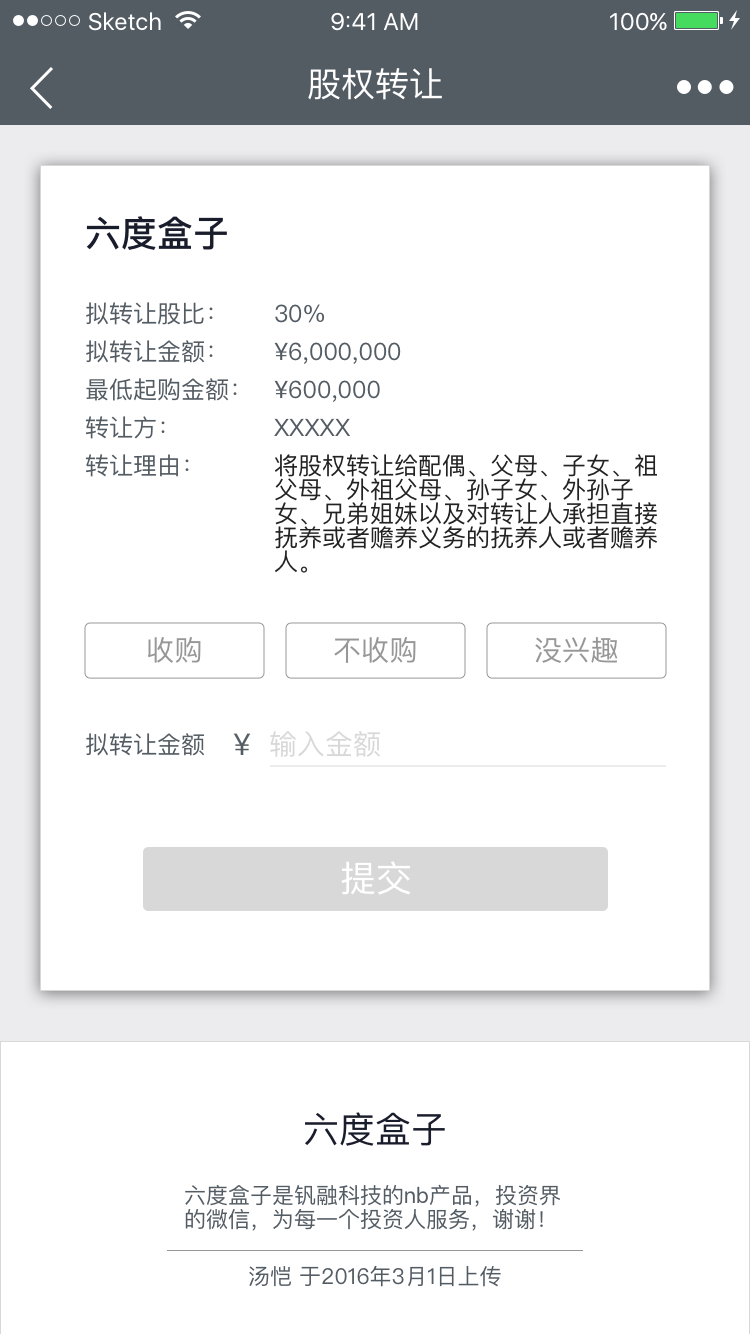 Sketch 9:41 AM 100%
股权转让
六度盒子
拟转让股比: 30%
拟转让金额: ¥6,000,000
最低起购金额: ¥600,000
转让方: XXXXX
转让理由: 将股权转让给配偶、父母、子女、祖
父母、外祖父母、孙子女、外孙子
女、兄弟姐妹以及对转让人承担直接
抚养或者赡养义务的抚养人或者赡养
人。
收购 不收购 没兴趣
拟转让金额 ¥ 输入金额
提交
六度盒子
六度盒子是钒融科技的nb产品，投资界
的微信，为每一个投资人服务，谢谢！
汤恺 于2016年3月1日上传